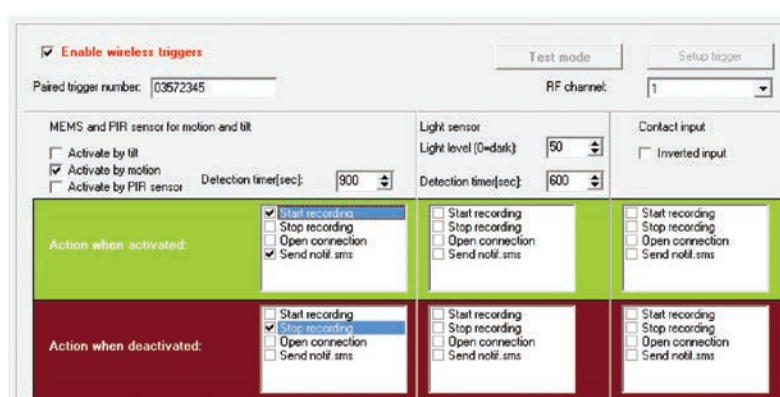 Enable wireless triggers
Test mode
Setup trigger
Paired trigger number: 03572345
RF channel: 1
MEMS and PIR sensor for motion and tilt
Activate by tilt
Activate by motion
Activate by PIR sensor
Detection timer[sec]: 900
Light sensor
Light level (0=dark): 50
Detection timer[sec]: 600
Contact input
Inverted input
Action when activated:
Start recording
Stop recording
Open connection
Send notif.sms
Start recording
Stop recording
Open connection
Send notif.sms
Start recording
Stop recording
Open connection
Send notif.sms
Action when deactivated:
Start recording
Stop recording
Open connection
Send notif.sms
Start recording
Stop recording
Open connection
Send notif.sms
Start recording
Stop recording
Open connection
Send notif.sms